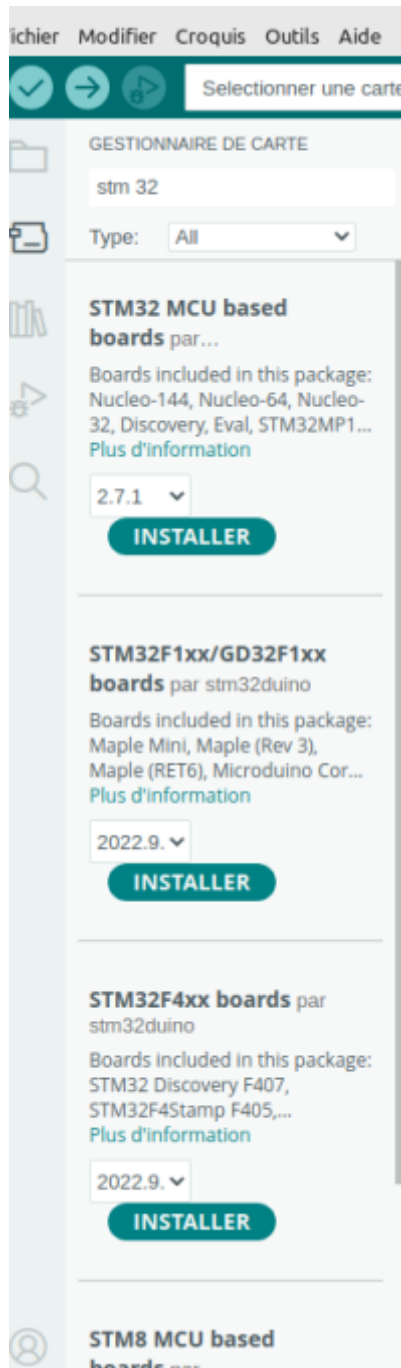 ichier Modifier Croquis Outils Aide
Selectionner une carte
GESTIONNAIRE DE CARTE
stm 32
Type: All
STM32 MCU based
boards par...
Boards included in this package:
Nucleo-144, Nucleo-64, Nucleo-
32, Discovery, Eval, STM32MP1...
Plus d'information
2.7.1
INSTALLER
STM32F1xx/GD32F1xx
boards par stm32duino
Boards included in this package:
Maple Mini, Maple (Rev 3),
Maple (RET6), Microduino Cor...
Plus d'information
2022.9.
INSTALLER
STM32F4xx boards par
stm32duino
Boards included in this package:
STM32 Discovery F407,
STM32F4Stamp F405,...
Plus d'information
2022.9.
INSTALLER
STM8 MCU based
boards par